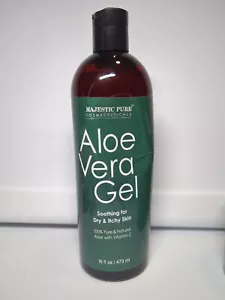 MAJESTIC PURE
COSMECEUTICALS
Aloe
Vera
Gel
Soothing for
Dry & Itchy Skin
100% Pure & Natural
Aloe with Vitamin C
16 fl oz / 473 ml